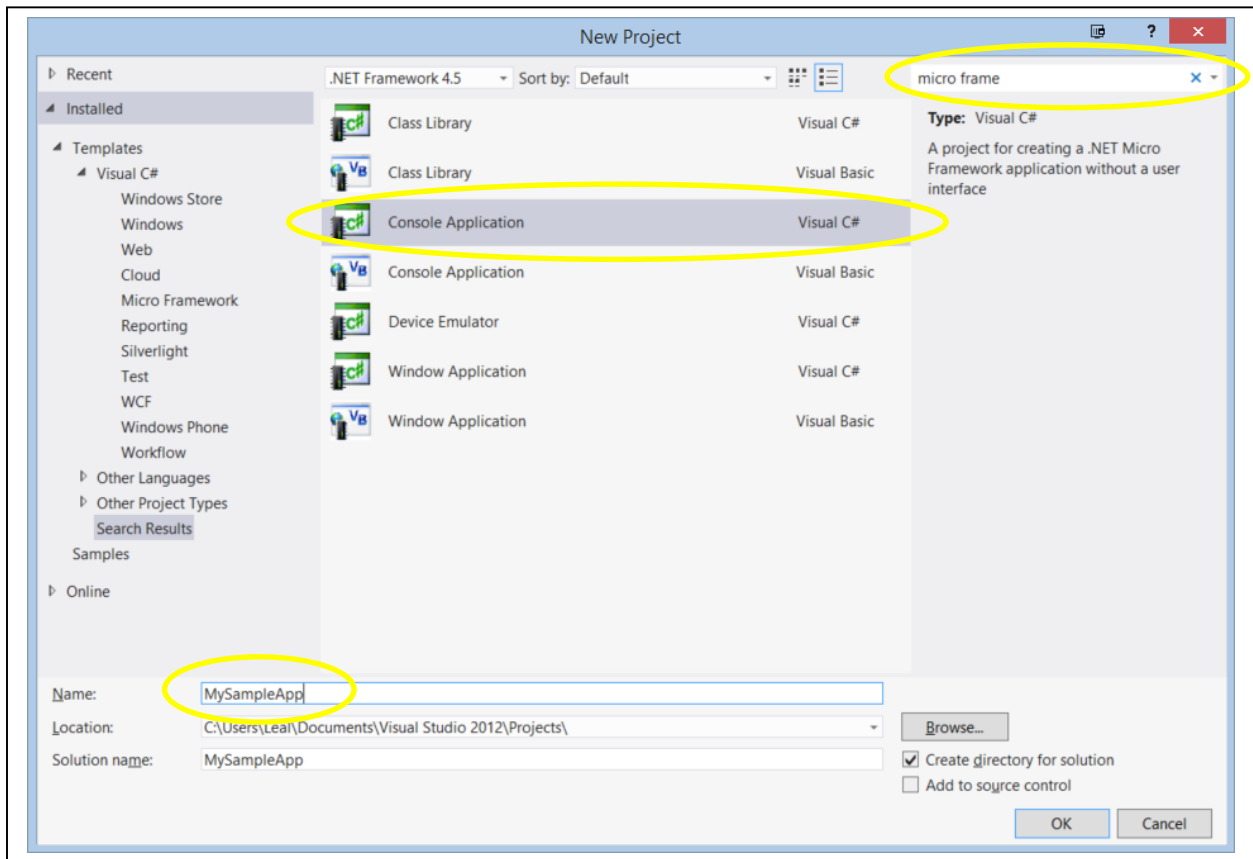 New Project
?
Recent
Installed
Templates
Visual C#
Windows Store
Windows
Web
Cloud
Micro Framework
Reporting
Silverlight
Test
WCF
Windows Phone
Workflow
Other Languages
Other Project Types
Search Results
Samples
Online
.NET Framework 4.5 Sort by: Default
C# Class Library Visual C#
VB Class Library Visual Basic
C# Console Application Visual C#
VB Console Application Visual Basic
C# Device Emulator Visual C#
C# Window Application Visual C#
VB Window Application Visual Basic
micro frame
Type: Visual C#
A project for creating a .NET Micro
Framework application without a user
interface
Name: MySampleApp
Location: C:\Users\Leal\Documents\Visual Studio 2012\Projects\ Browse...
Solution name: MySampleApp
Create directory for solution
Add to source control
OK Cancel